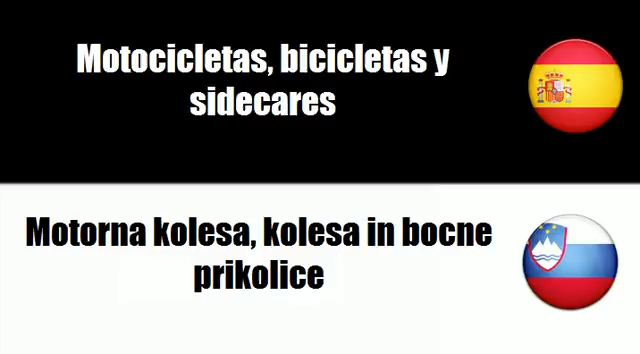 Motocicletas, bicicletas y
sidecares
Motorna kolesa, kolesa in bocne
prikolice